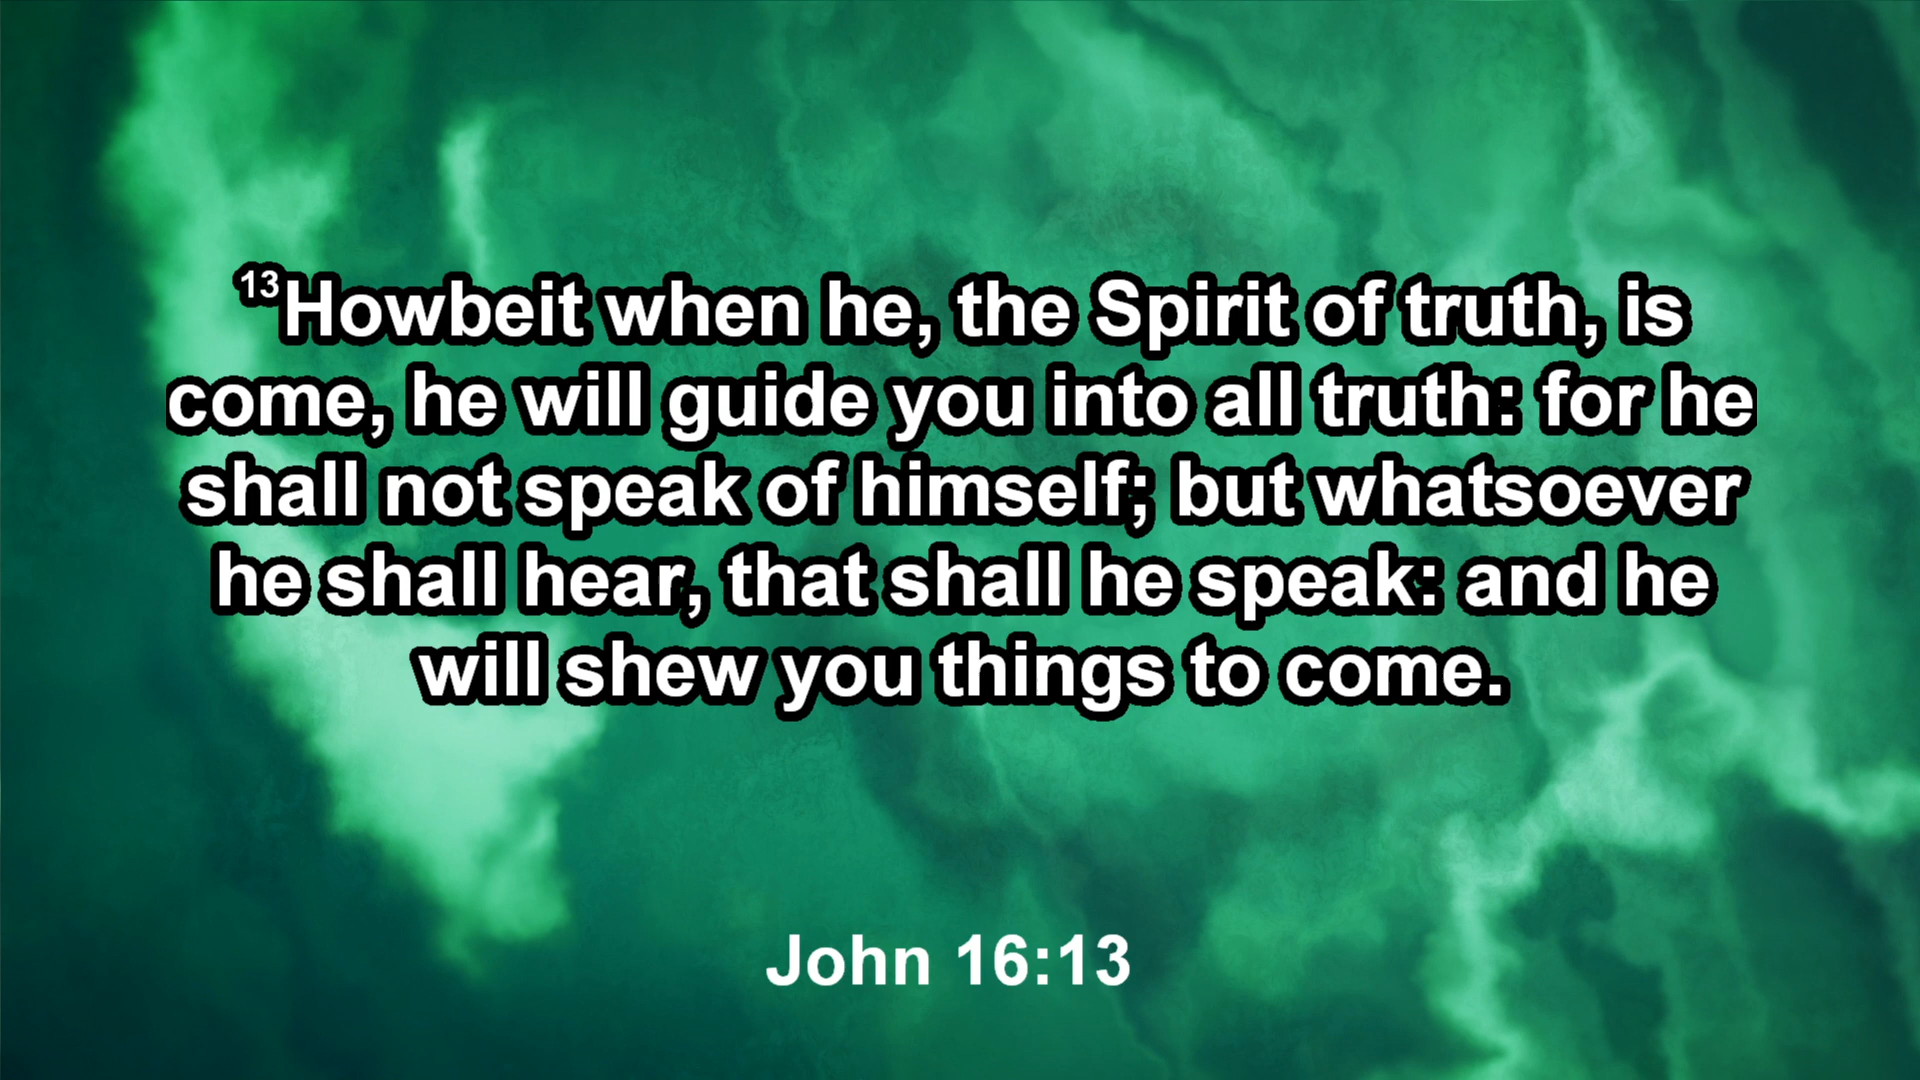 13Howbeit when he, the Spirit of truth, is
come, he will guide you into all truth: for he
shall not speak of himself; but whatsoever
he shall hear, that shall he speak: and he
will shew you things to come.
John 16:13